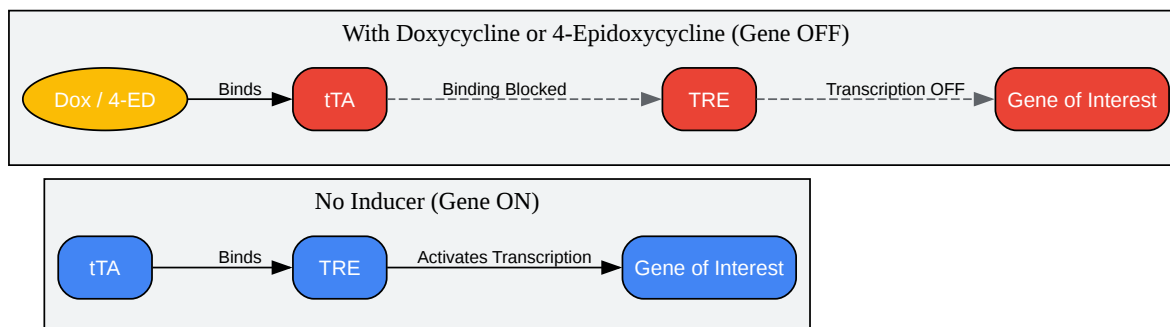 With Doxycycline or 4-Epidoxycycline (Gene OFF)
Dox / 4-ED
Binds
tTA
Binding Blocked
TRE
Transcription OFF
Gene of Interest
No Inducer (Gene ON)
tTA
Binds
TRE
Activates Transcription
Gene of Interest